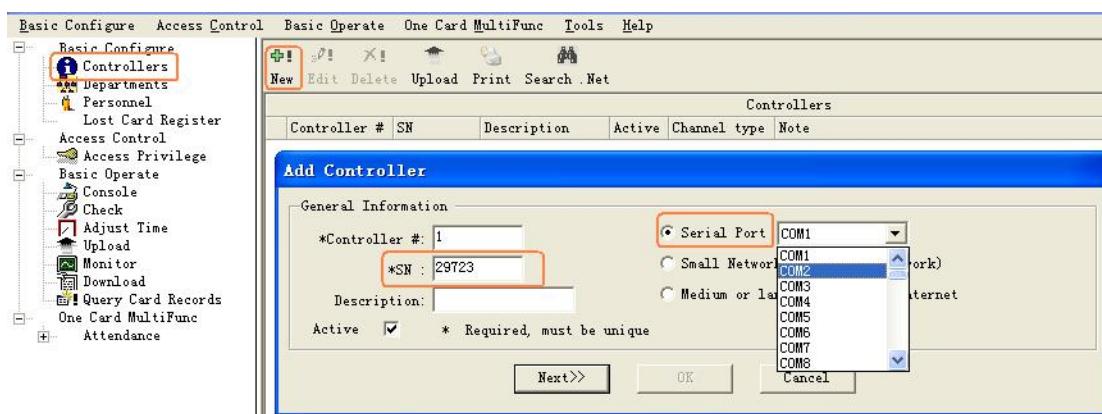 Basic Configure Access Control Basic Operate One Card MultiFunc Tools Help
Basic Configure
Controllers
Departments
Personnel
Lost Card Register
Access Control
Access Privilege
Basic Operate
Console
Check
Adjust Time
Upload
Monitor
Download
Query Card Records
One Card MultiFunc
Attendance
New Edit Delete Upload Print Search .Net
Controllers
Controller # SN Description Active Channel type Note
Add Controller
General Information
*Controller #: 1
*SN : 29723
Description:
Active * Required, must be unique
Serial Port COM1
Small
Medium or
COM1
COM2
COM3
COM4
COM5
COM6
COM7
COM8
Next>> OK Cancel